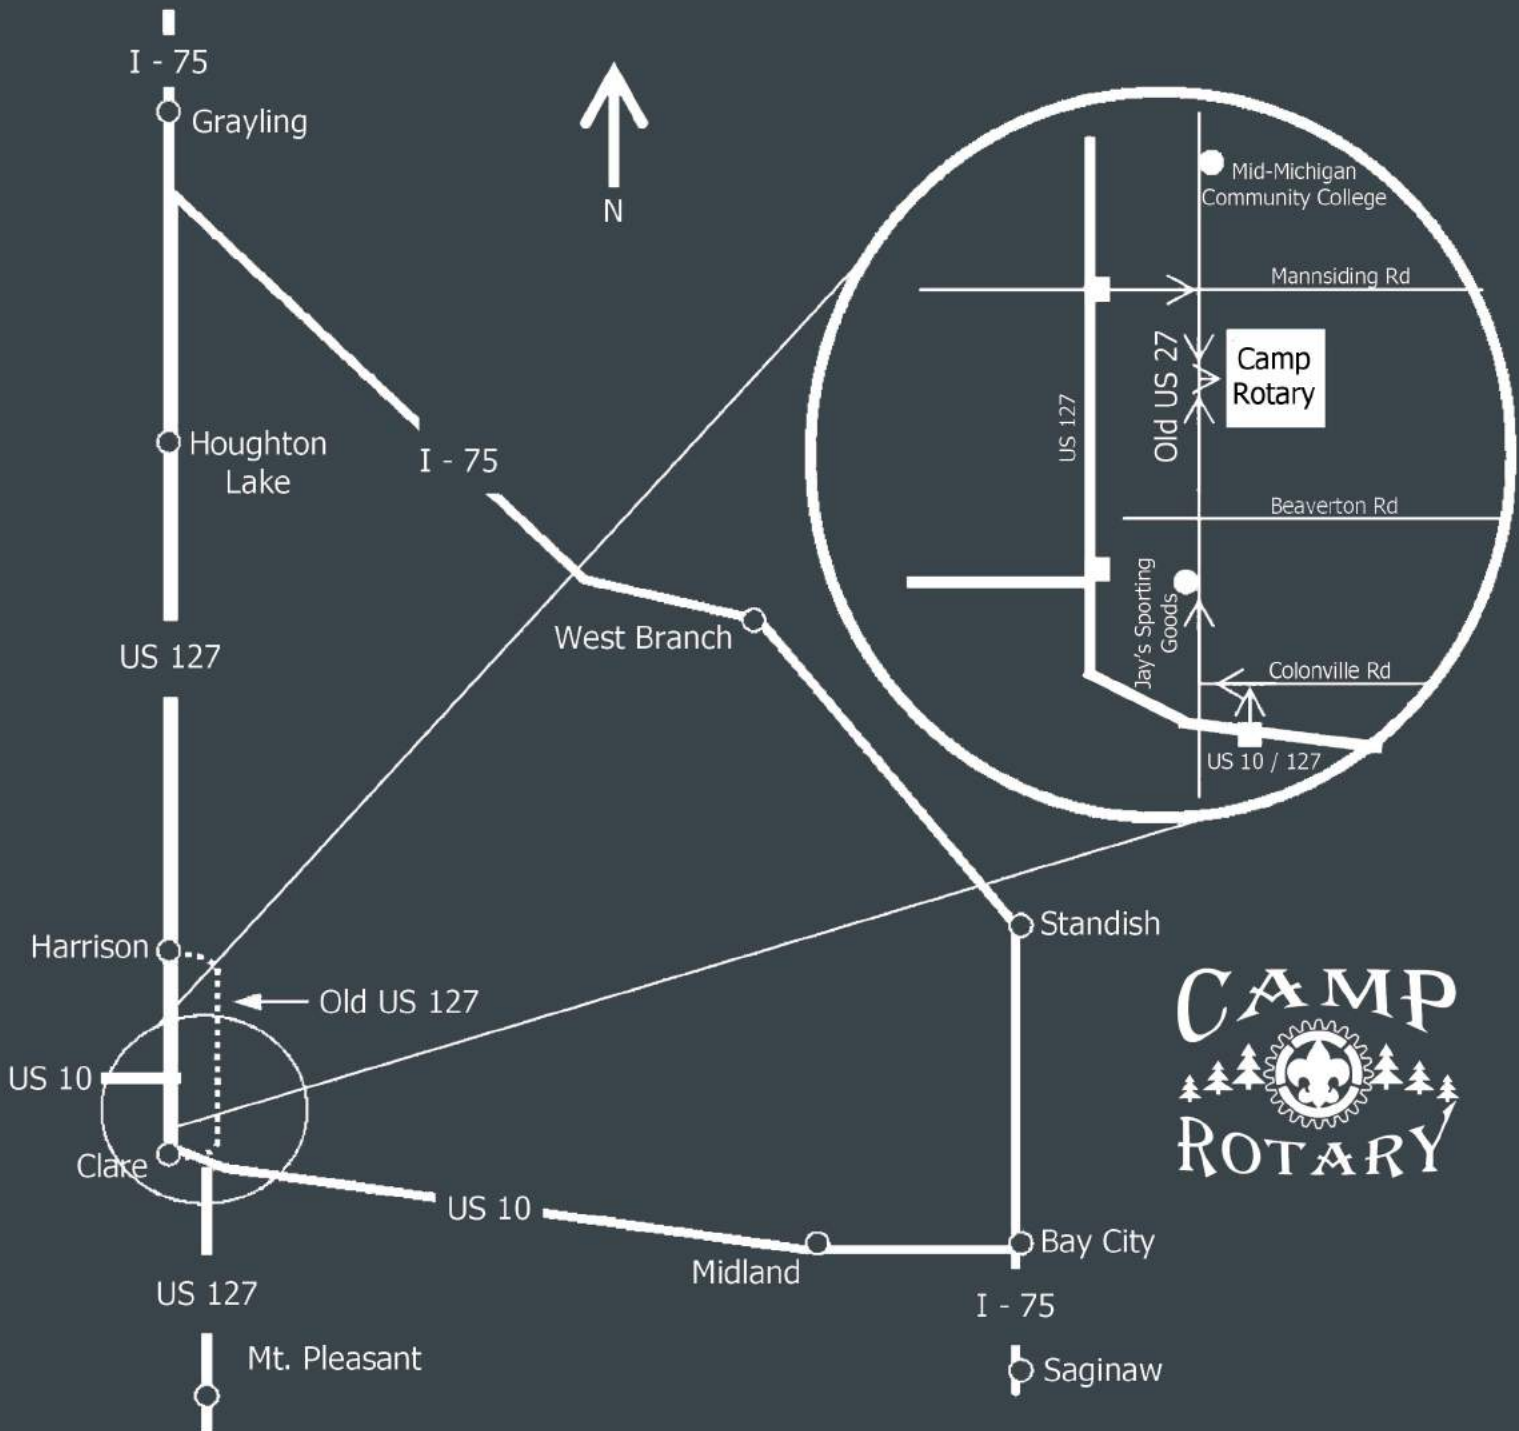 I - 75
Grayling
N
Mid-Michigan
Community College
Mannsiding Rd
Old US 27
Camp
Rotary
US 127
Houghton
Lake
I - 75
Beaverton Rd
Jay's Sporting
Goods
West Branch
US 127
Colonville Rd
US 10 / 127
Standish
Harrison
Old US 127
CAMP
ROTARY
US 10
Clare
US 10
Bay City
Midland
US 127
I - 75
Mt. Pleasant
Saginaw